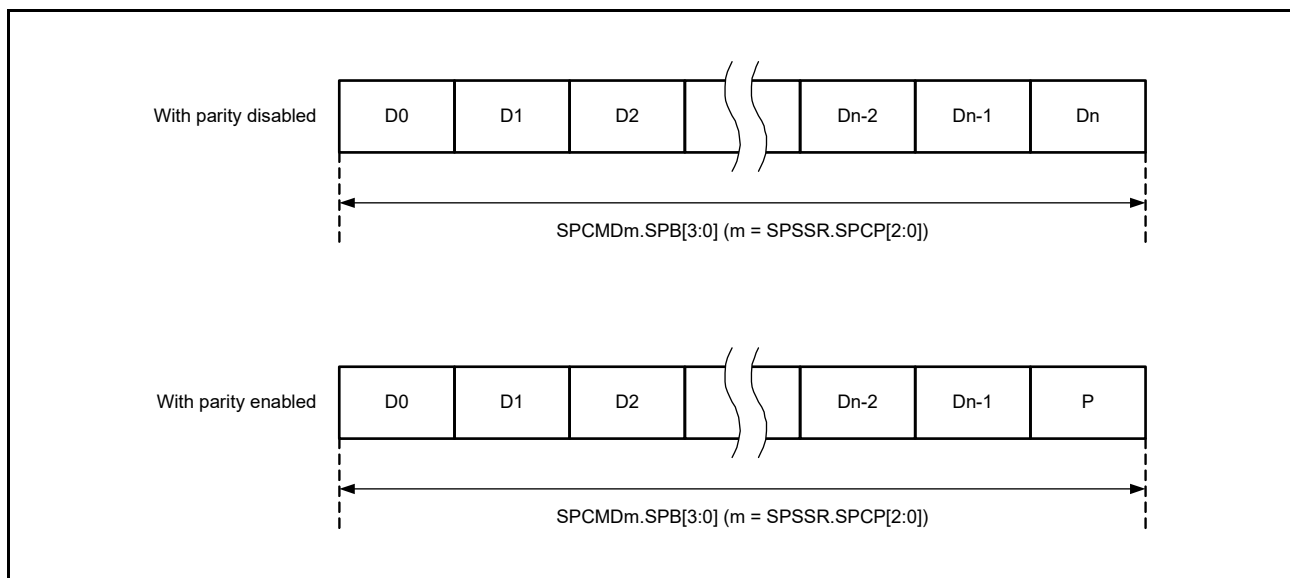 With parity disabled D0 D1 D2 Dn-2 Dn-1 Dn
SPCMDm.SPB[3:0] (m = SPSSR.SPCP[2:0])
With parity enabled D0 D1 D2 Dn-2 Dn-1 P
SPCMDm.SPB[3:0] (m = SPSSR.SPCP[2:0])